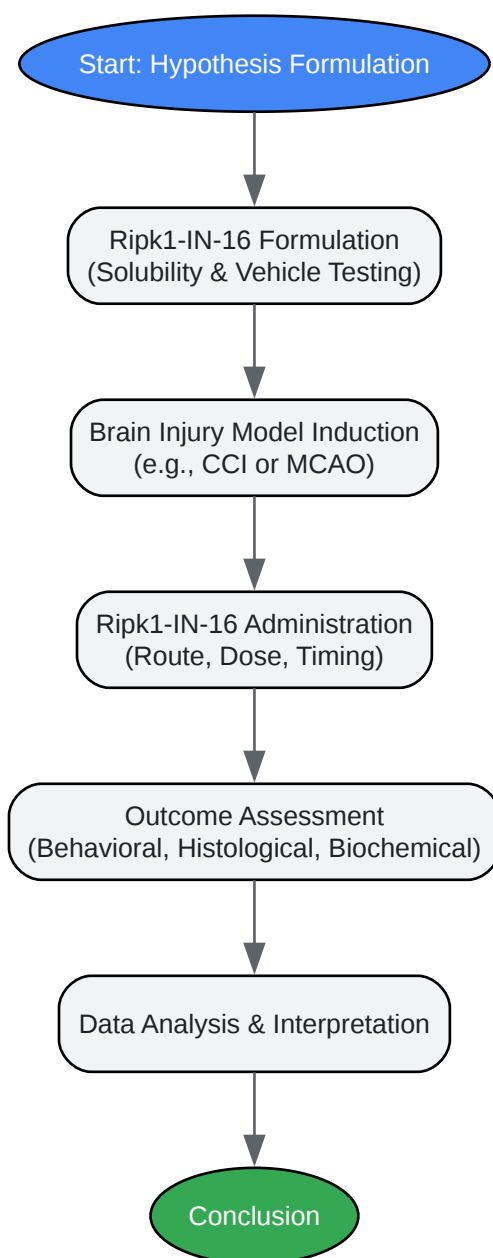 Start: Hypothesis Formulation
Ripk1-IN-16 Formulation
(Solubility & Vehicle Testing)
Brain Injury Model Induction
(e.g., CCI or MCAO)
Ripk1-IN-16 Administration
(Route, Dose, Timing)
Outcome Assessment
(Behavioral, Histological, Biochemical)
Data Analysis & Interpretation
Conclusion